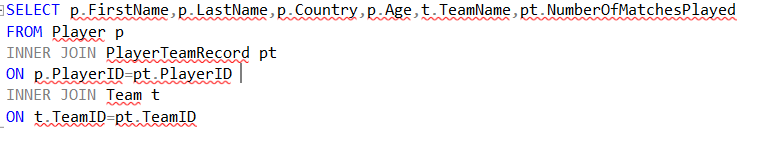 SELECT p.FirstName,p.LastName,p.Country,p.Age,t.TeamName,pt.NumberOfMatchesPlayed
FROM Player p
INNER JOIN PlayerTeamRecord pt
ON p.PlayerID=pt.PlayerID
INNER JOIN Team t
ON t.TeamID=pt.TeamID